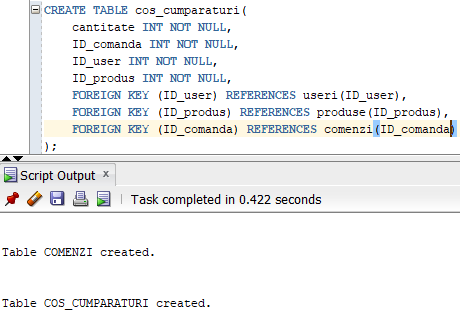 CREATE TABLE cos_cumparaturi(
cantitate INT NOT NULL,
ID_comanda INT NOT NULL,
ID_user INT NOT NULL,
ID_produs INT NOT NULL,
FOREIGN KEY (ID_user) REFERENCES useri(ID_user),
FOREIGN KEY (ID_produs) REFERENCES produse(ID_produs),
FOREIGN KEY (ID_comanda) REFERENCES comenzi(ID_comanda)
);
Script Output x
Task completed in 0.422 seconds
Table COMENZI created.
Table COS_CUMPARATURI created.